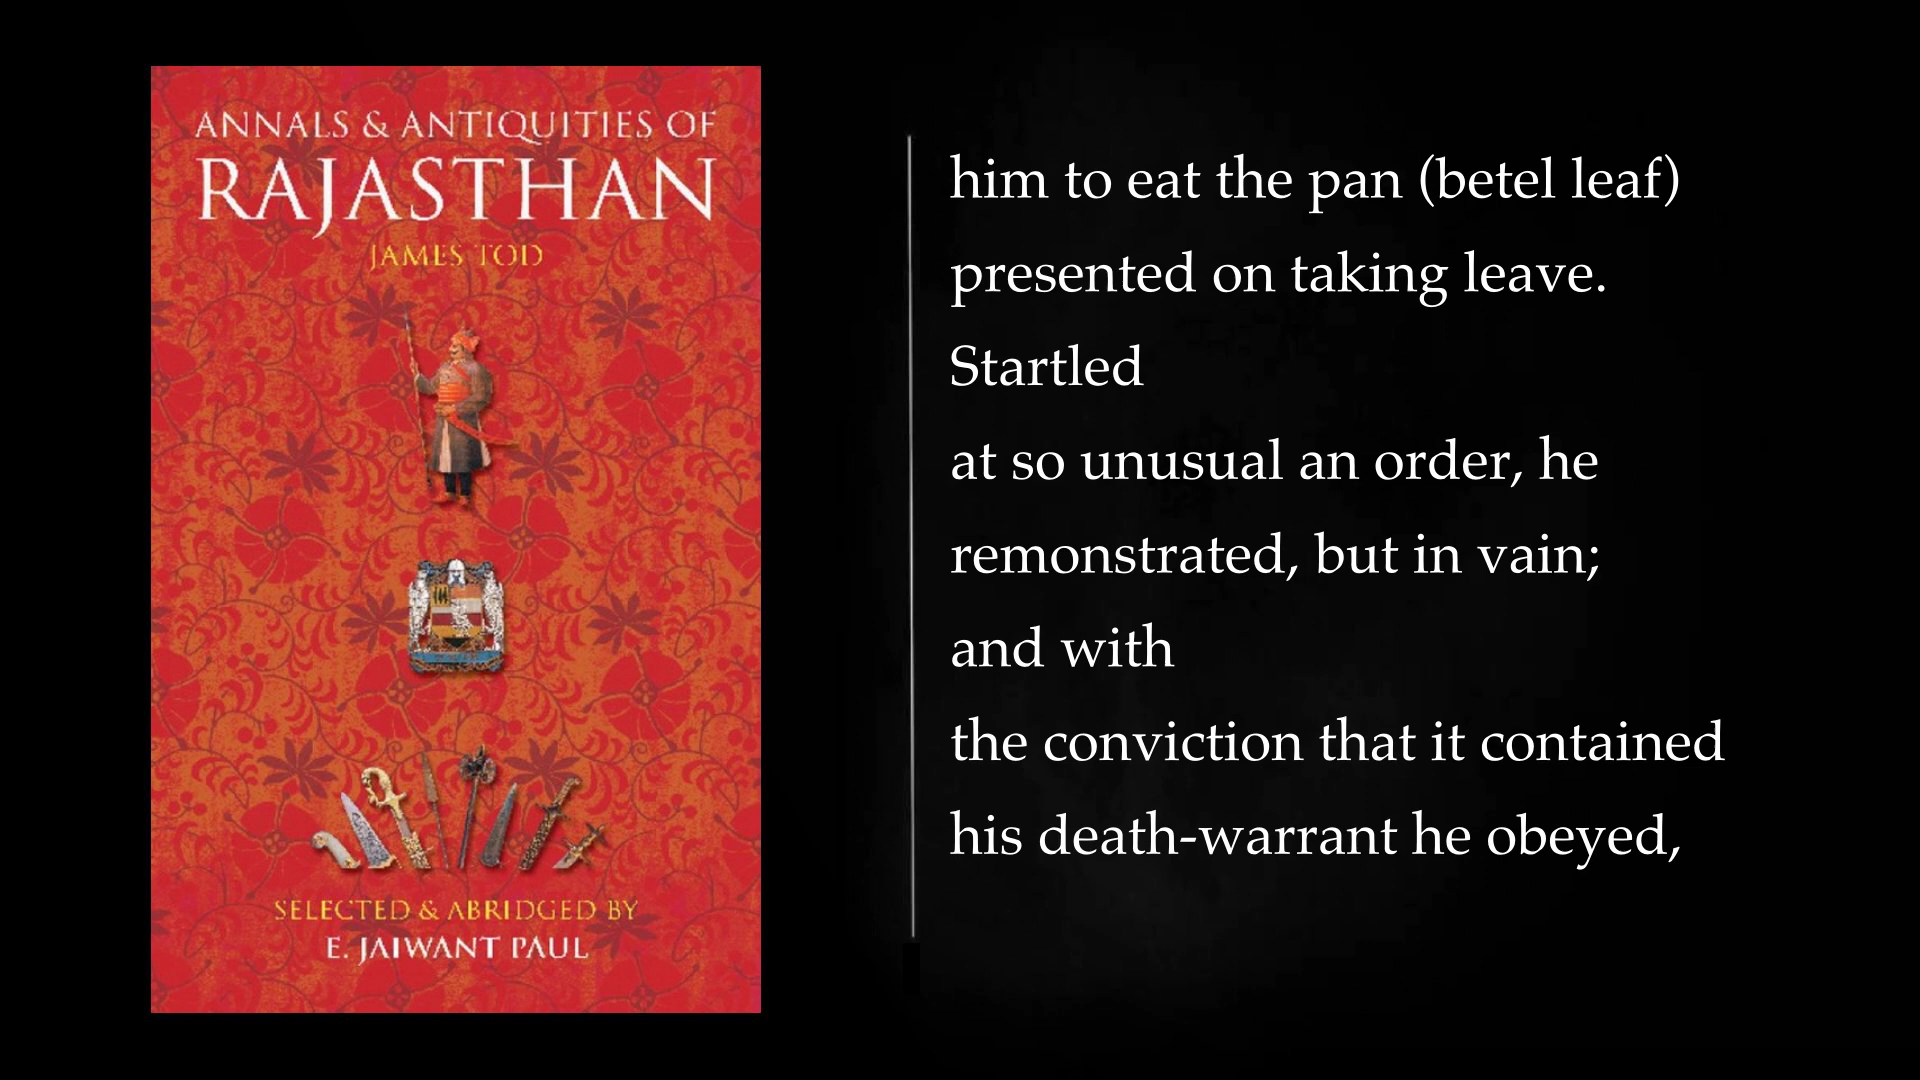 ANNALS & ANTIQUITIES OF
RAJASTHAN
JAMES TOD
SELECTED & ABRIDGED BY
E. JAIWANT PAUL
him to eat the pan (betel leaf)
presented on taking leave.
Startled
at so unusual an order, he
remonstrated, but in vain;
and with
the conviction that it contained
his death-warrant he obeyed,